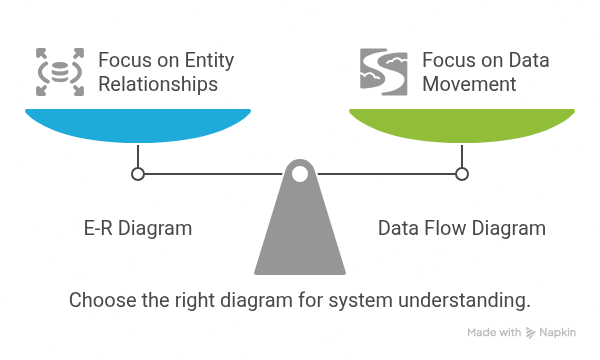 Focus on Entity
Relationships
Focus on Data
Movement
E-R Diagram
Data Flow Diagram
Choose the right diagram for system understanding.
Made with Napkin